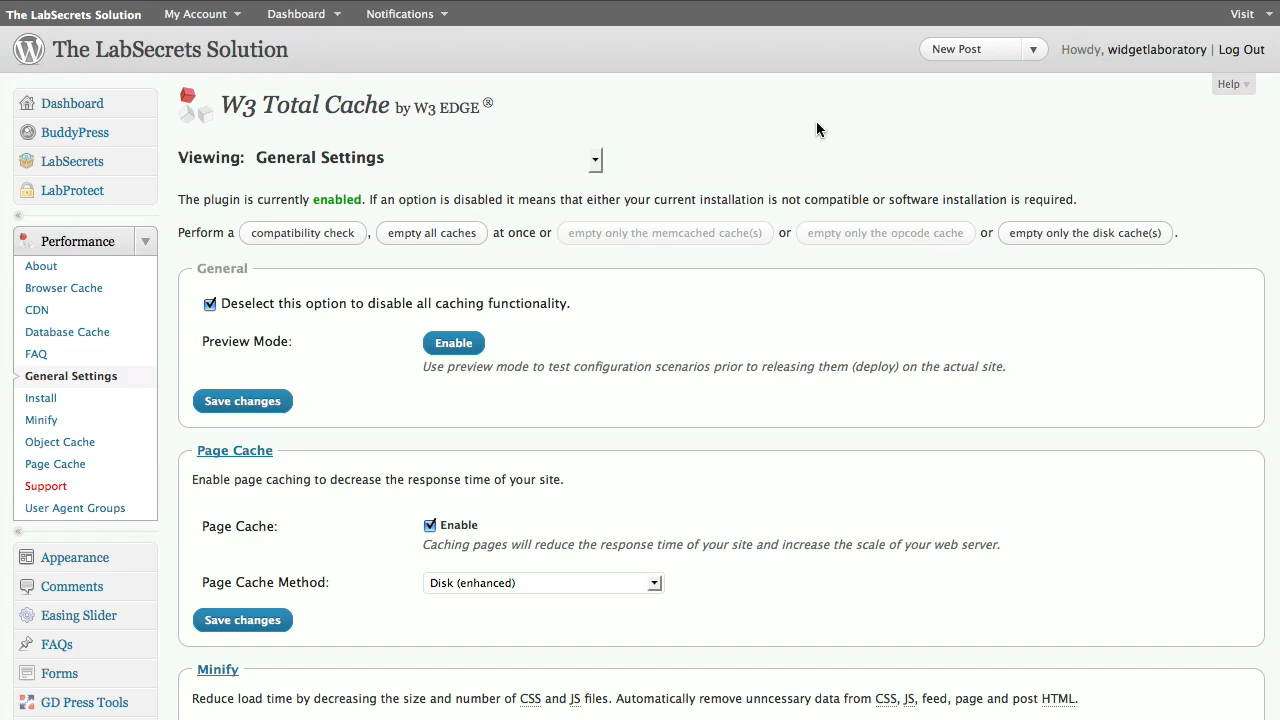 The LabSecrets Solution My Account Dashboard Notifications Visit
The LabSecrets Solution New Post Howdy, widgetlaboratory | Log Out
Help
Dashboard
BuddyPress
LabSecrets
LabProtect
Performance
About
Browser Cache
CDN
Database Cache
FAQ
General Settings
Install
Minify
Object Cache
Page Cache
Support
User Agent Groups
Appearance
Comments
Easing Slider
FAQs
Forms
GD Press Tools
W3 Total Cache by W3 EDGE ®
Viewing: General Settings
The plugin is currently enabled. If an option is disabled it means that either your current installation is not compatible or software installation is required.
Perform a compatibility check , empty all caches at once or empty only the memcached cache(s) or empty only the opcode cache or empty only the disk cache(s) .
General
Deselect this option to disable all caching functionality.
Preview Mode: Enable
Use preview mode to test configuration scenarios prior to releasing them (deploy) on the actual site.
Save changes
Page Cache
Enable page caching to decrease the response time of your site.
Page Cache: Enable
Caching pages will reduce the response time of your site and increase the scale of your web server.
Page Cache Method: Disk (enhanced)
Save changes
Minify
Reduce load time by decreasing the size and number of CSS and JS files. Automatically remove unncessary data from CSS, JS, feed, page and post HTML.